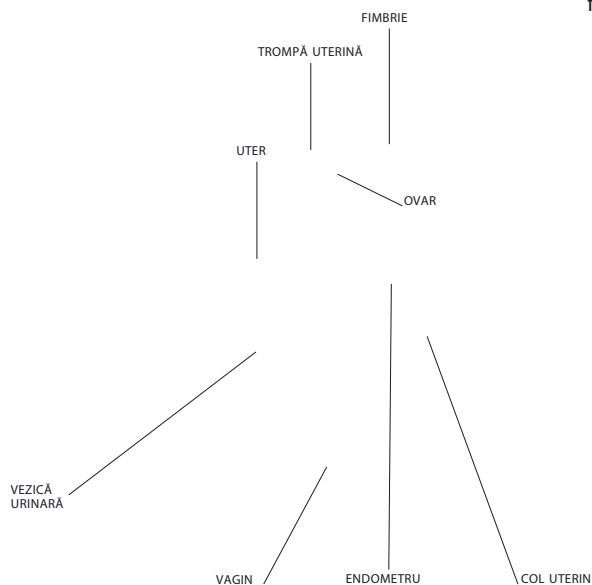 FIMBRIE
TROMPĂ UTERINĂ
UTER
OVAR
VEZICĂ
URINARĂ
VAGIN
ENDOMETRU
COL UTERIN